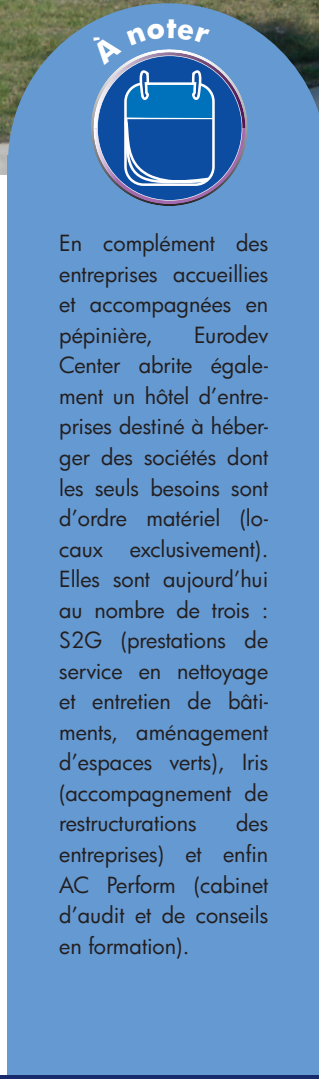 À noter
En complément des
entreprises accueillies
et accompagnées en
pépinière, Eurodev
Center abrite égale-
ment un hôtel d'entre-
prises destiné à héber-
ger des sociétés dont
les seuls besoins sont
d'ordre matériel (lo-
caux exclusivement).
Elles sont aujourd'hui
au nombre de trois :
S2G (prestations de
service en nettoyage
et entretien de bâti-
ments, aménagement
d'espaces verts), Iris
(accompagnement de
restructurations des
entreprises) et enfin
AC Perform (cabinet
d'audit et de conseils
en formation).